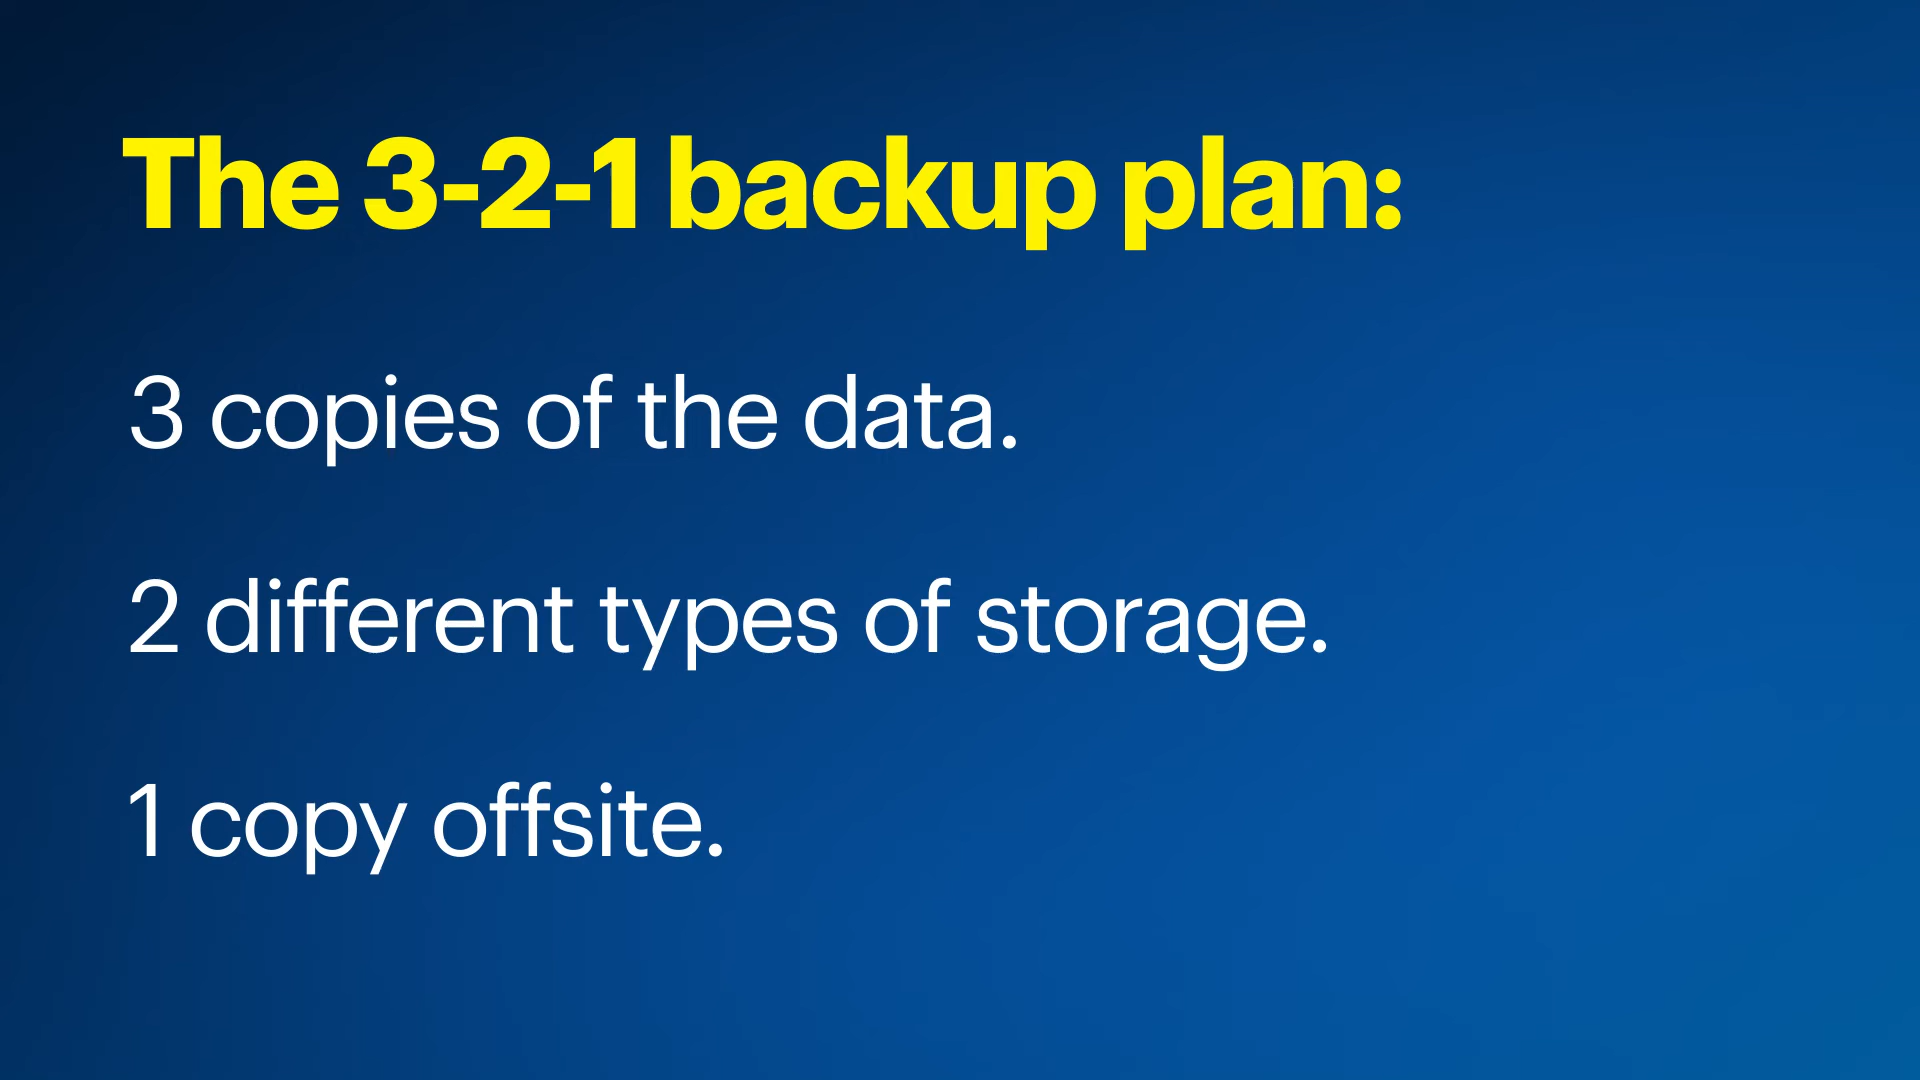 The 3-2-1 backup plan:
3 copies of the data.
2 different types of storage.
1 copy offsite.